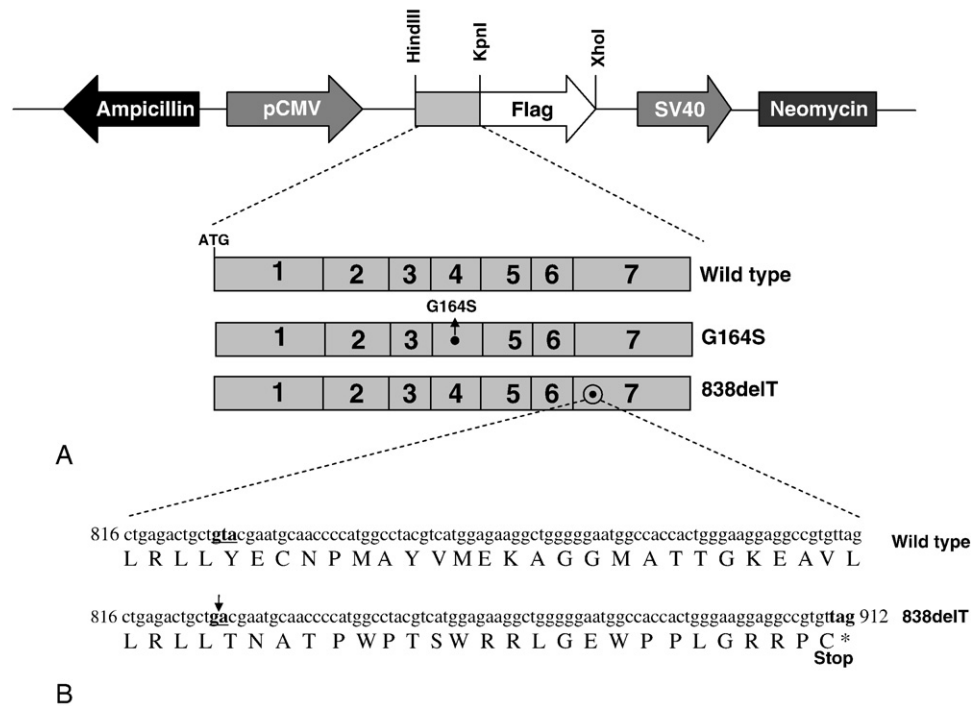 HindIII KpnI XhoI
Ampicillin pCMV Flag SV40 Neomycin
ATG
1 2 3 4 5 6 7 Wild type
G164S
1 2 3 4 5 6 7 G164S
1 2 3 4 5 6 7 838delT
A
816 ctgagactgctgtacgaatgcaaccccatggcctacgtcatggagaaggctgggggaatggccaccactgggaaggaggccgtgttag Wild type
L R L L Y E C N P M A Y V M E K A G G M A T T G K E A V L
816 ctgagactgctgacgaatgcaaccccatggcctacgtcatggagaaggctgggggaatggccaccactgggaaggaggccgtgttag 912 838delT
L R L L T N A T P W P T S W R R L G E W P P L G R R P C *
Stop
B